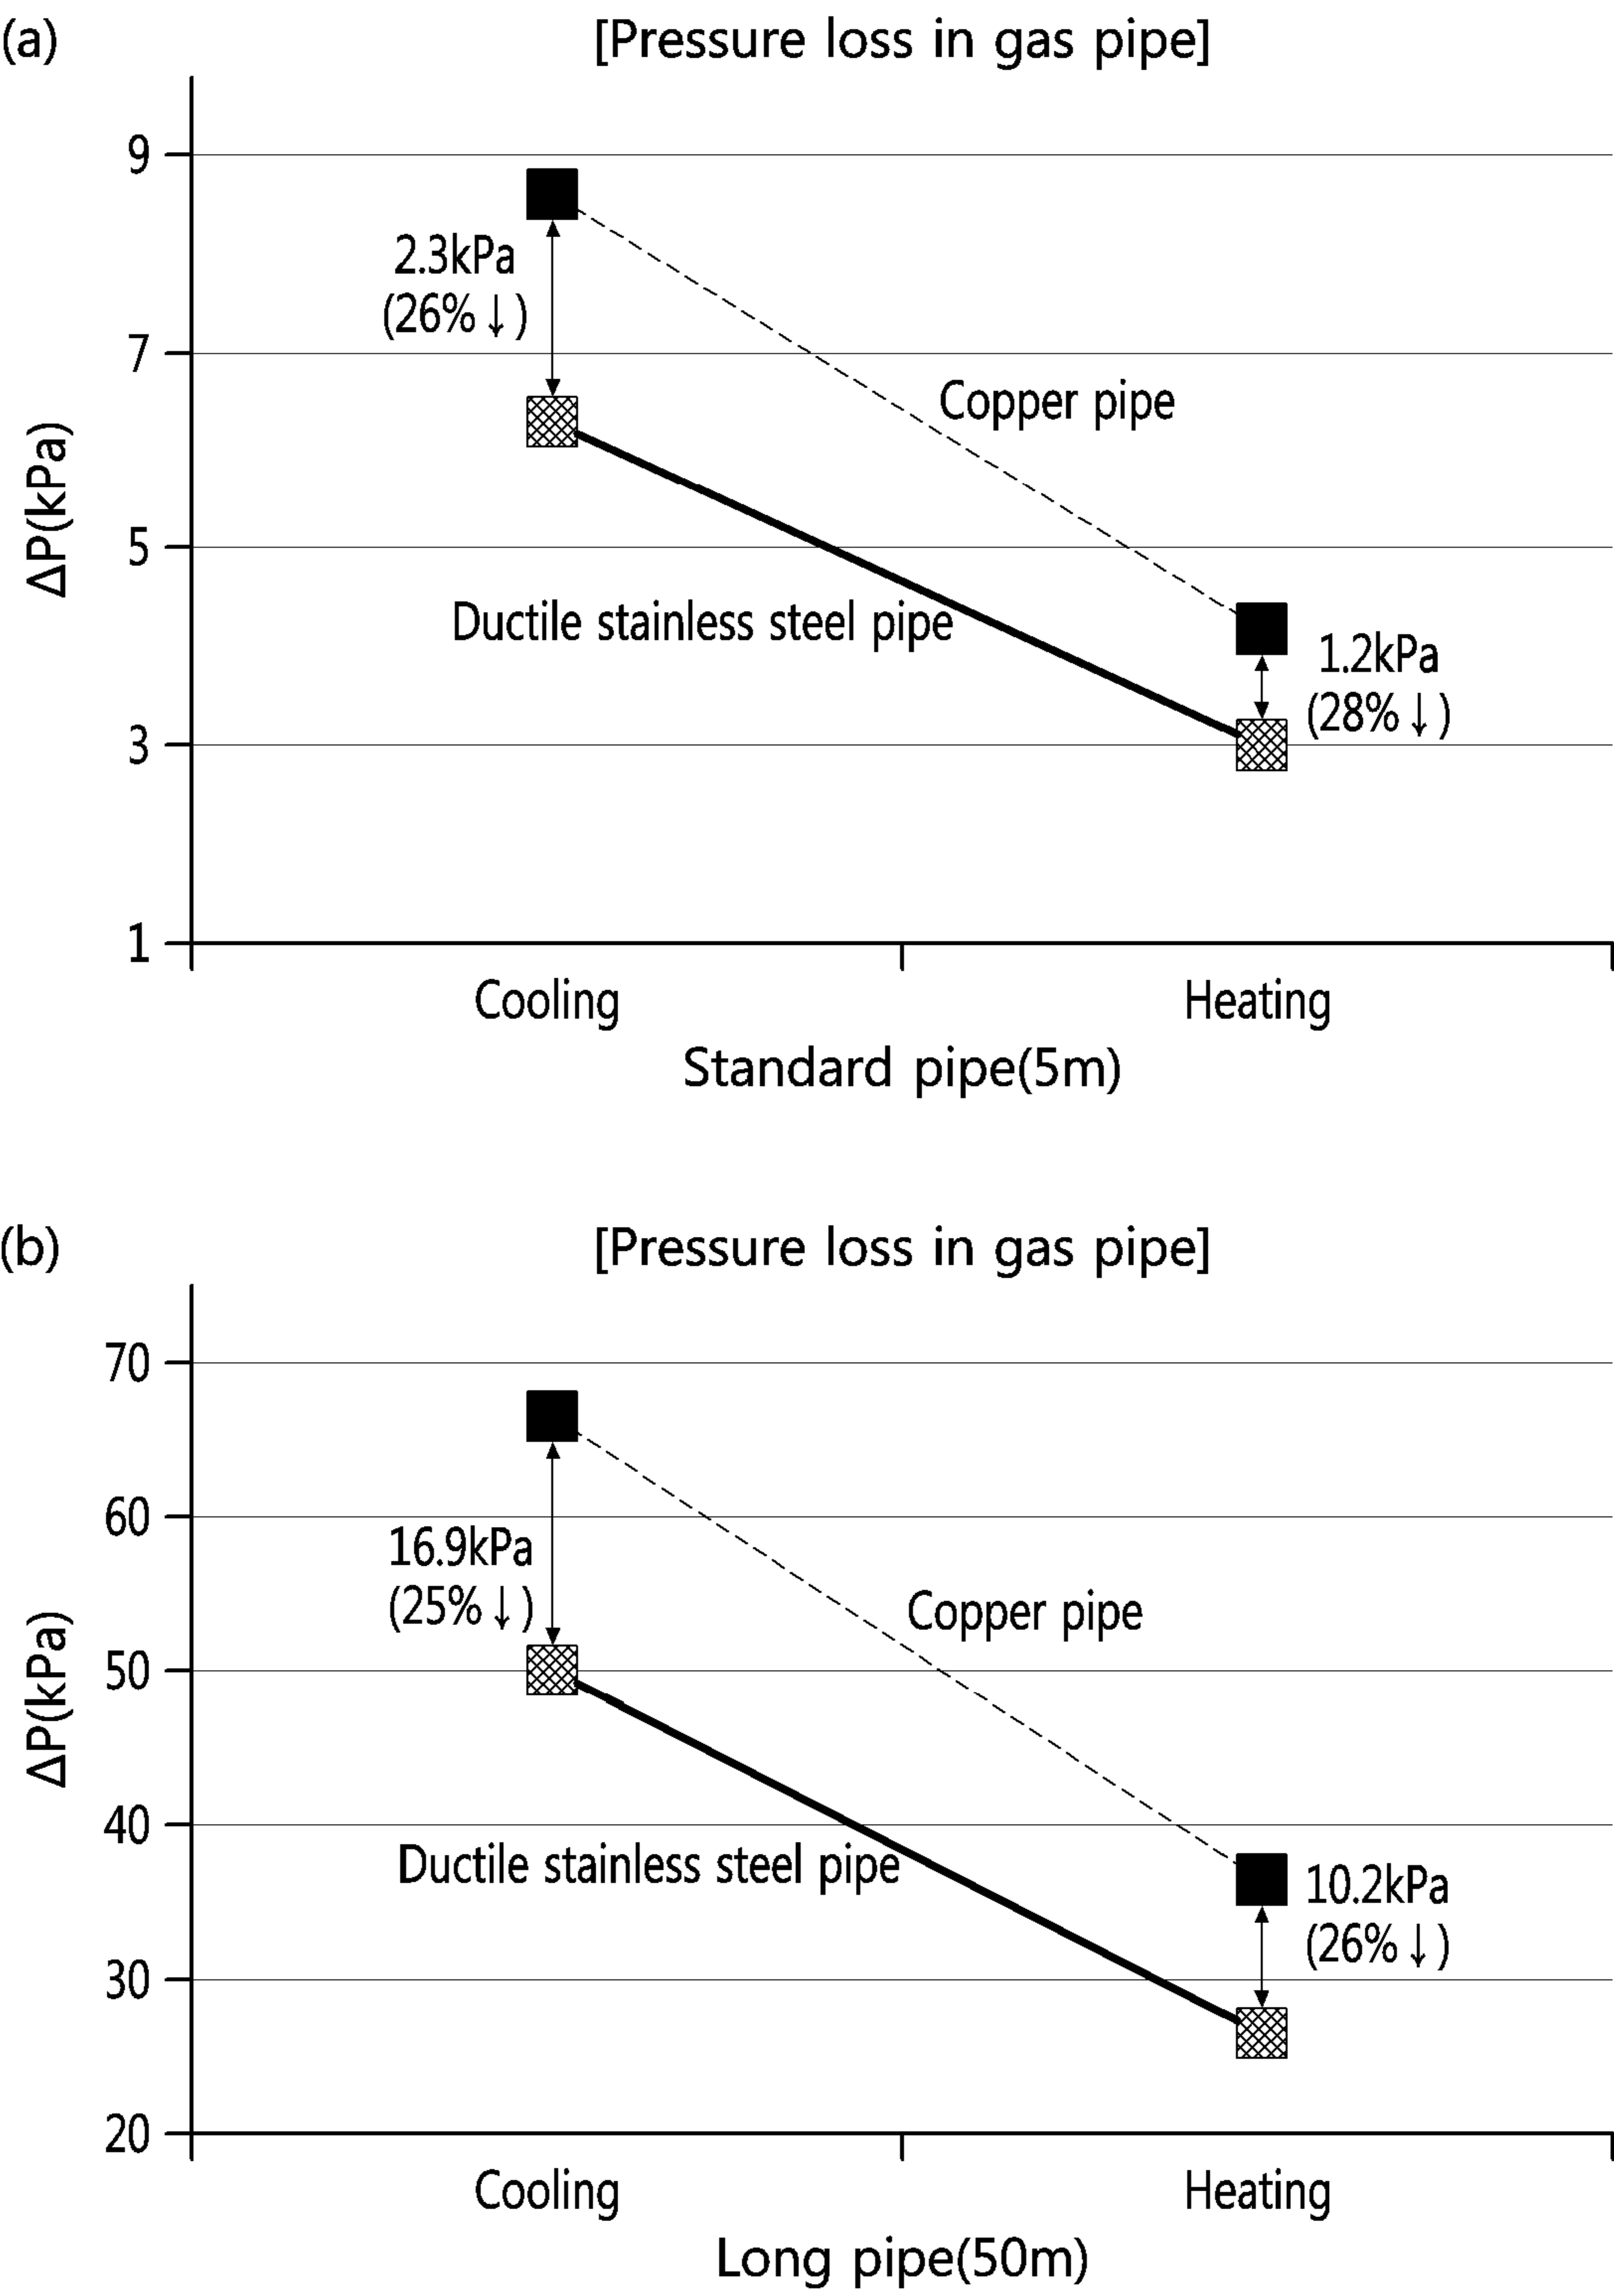 (a)
[Pressure loss in gas pipe]
9
2.3kPa
(26%↓)
7
Copper pipe
5
ΔP(kPa)
Ductile stainless steel pipe
1.2kPa
(28%↓)
3
1
Cooling
Heating
Standard pipe(5m)
(b)
[Pressure loss in gas pipe]
70
60
16.9kPa
(25%↓)
Copper pipe
50
ΔP(kPa)
40
Ductile stainless steel pipe
10.2kPa
(26%↓)
30
20
Cooling
Heating
Long pipe(50m)